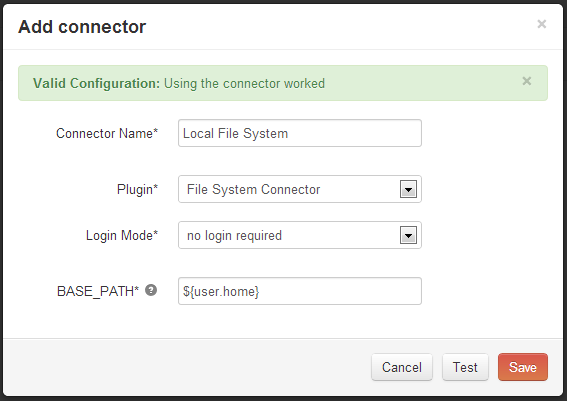 Add connector ×
Valid Configuration: Using the connector worked ×
Connector Name* Local File System
Plugin* File System Connector
Login Mode* no login required
BASE_PATH* ? ${user.home}
Cancel Test Save